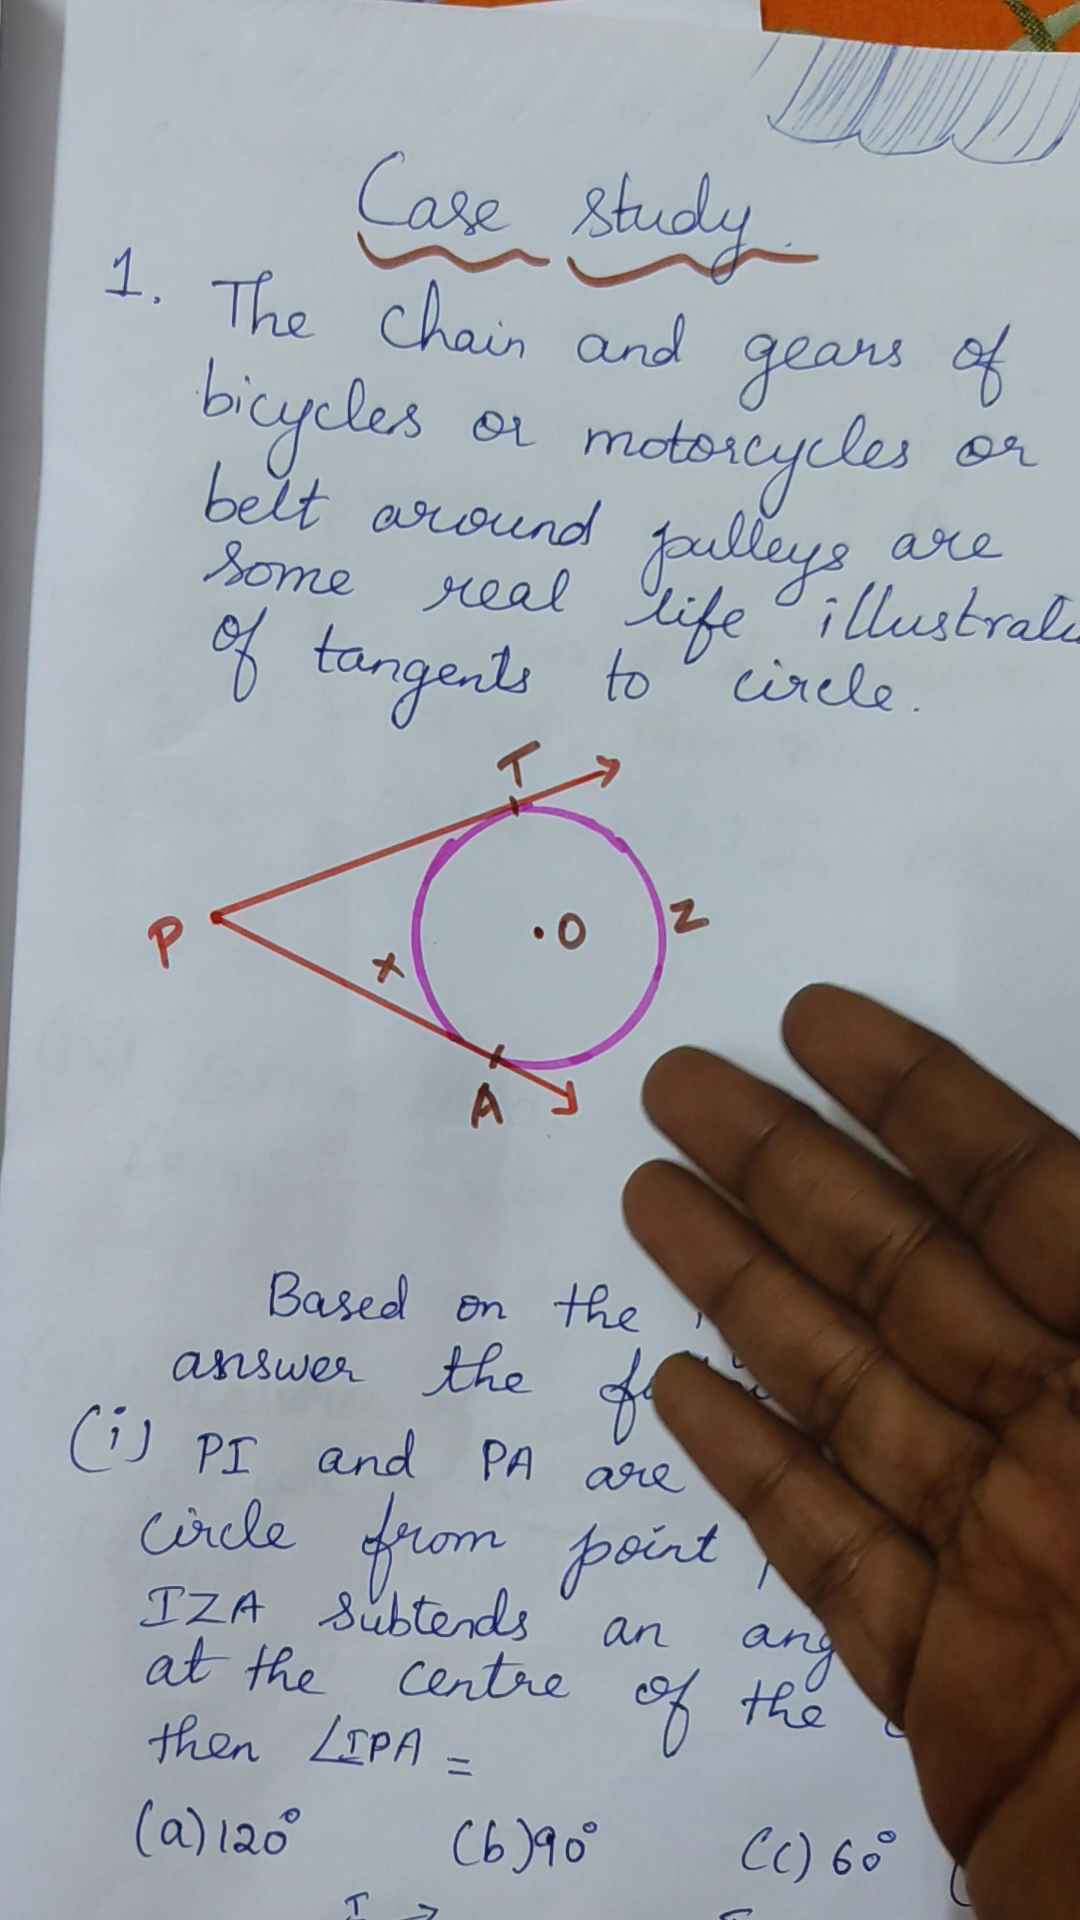 Case study.
1. The chain and gears of
bicycles or motorcycles or
belt around pulleys are
some real life
of tangents to circle.
T
P
X
.O
Z
A
Based on the
answer the
(i) PI and PA are
circle from point
IZA subtends an
at the centre of the
then ∠IPA =
(a) 120° (b) 90° (c) 60°
I